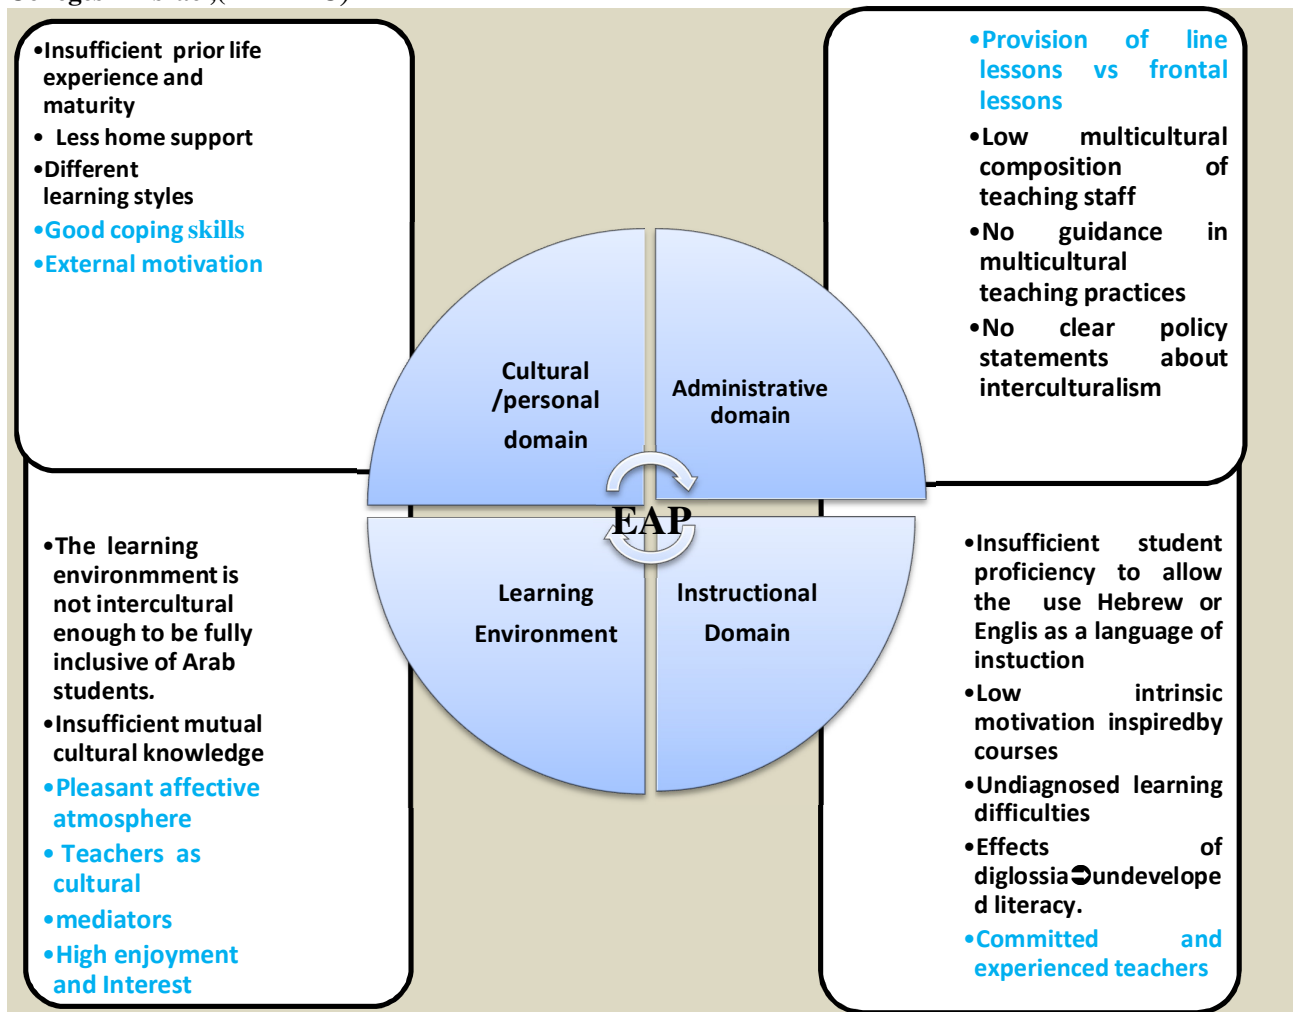 •Insufficient prior life
experience and
maturity
• Less home support
•Different
learning styles
•Good coping skills
•External motivation
•Provision of line
lessons vs frontal
lessons
•Low multicultural
composition of
teaching staff
•No guidance in
multicultural
teaching practices
•No clear policy
statements about
interculturalism
Cultural
/personal
domain
Administrative
domain
EAP
Learning
Environment
Instructional
Domain
•The learning
environmment is
not intercultural
enough to be fully
inclusive of Arab
students.
•Insufficient mutual
cultural knowledge
•Pleasant affective
atmosphere
• Teachers as
cultural
•mediators
•High enjoyment
and Interest
•Insufficient student
proficiency to allow
the use Hebrew or
Englis as a language of
instuction
•Low intrinsic
motivation inspiredby
courses
•Undiagnosed learning
difficulties
•Effects of
diglossia➲undevelope
d literacy.
•Committed and
experienced teachers